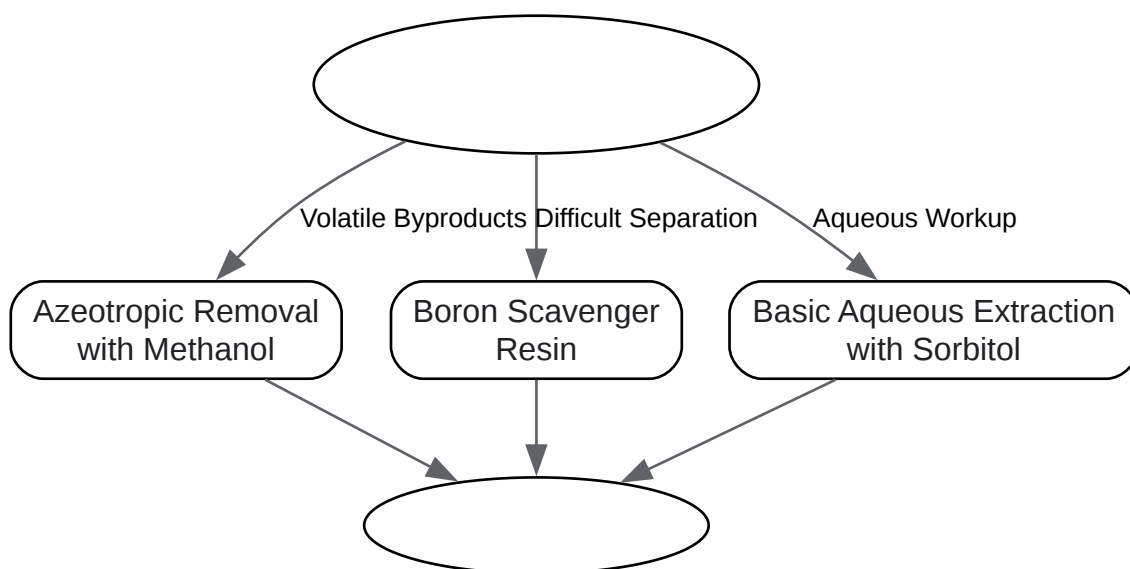 Volatile Byproducts
Difficult Separation
Aqueous Workup
Azeotropic Removal
with Methanol
Boron Scavenger
Resin
Basic Aqueous Extraction
with Sorbitol